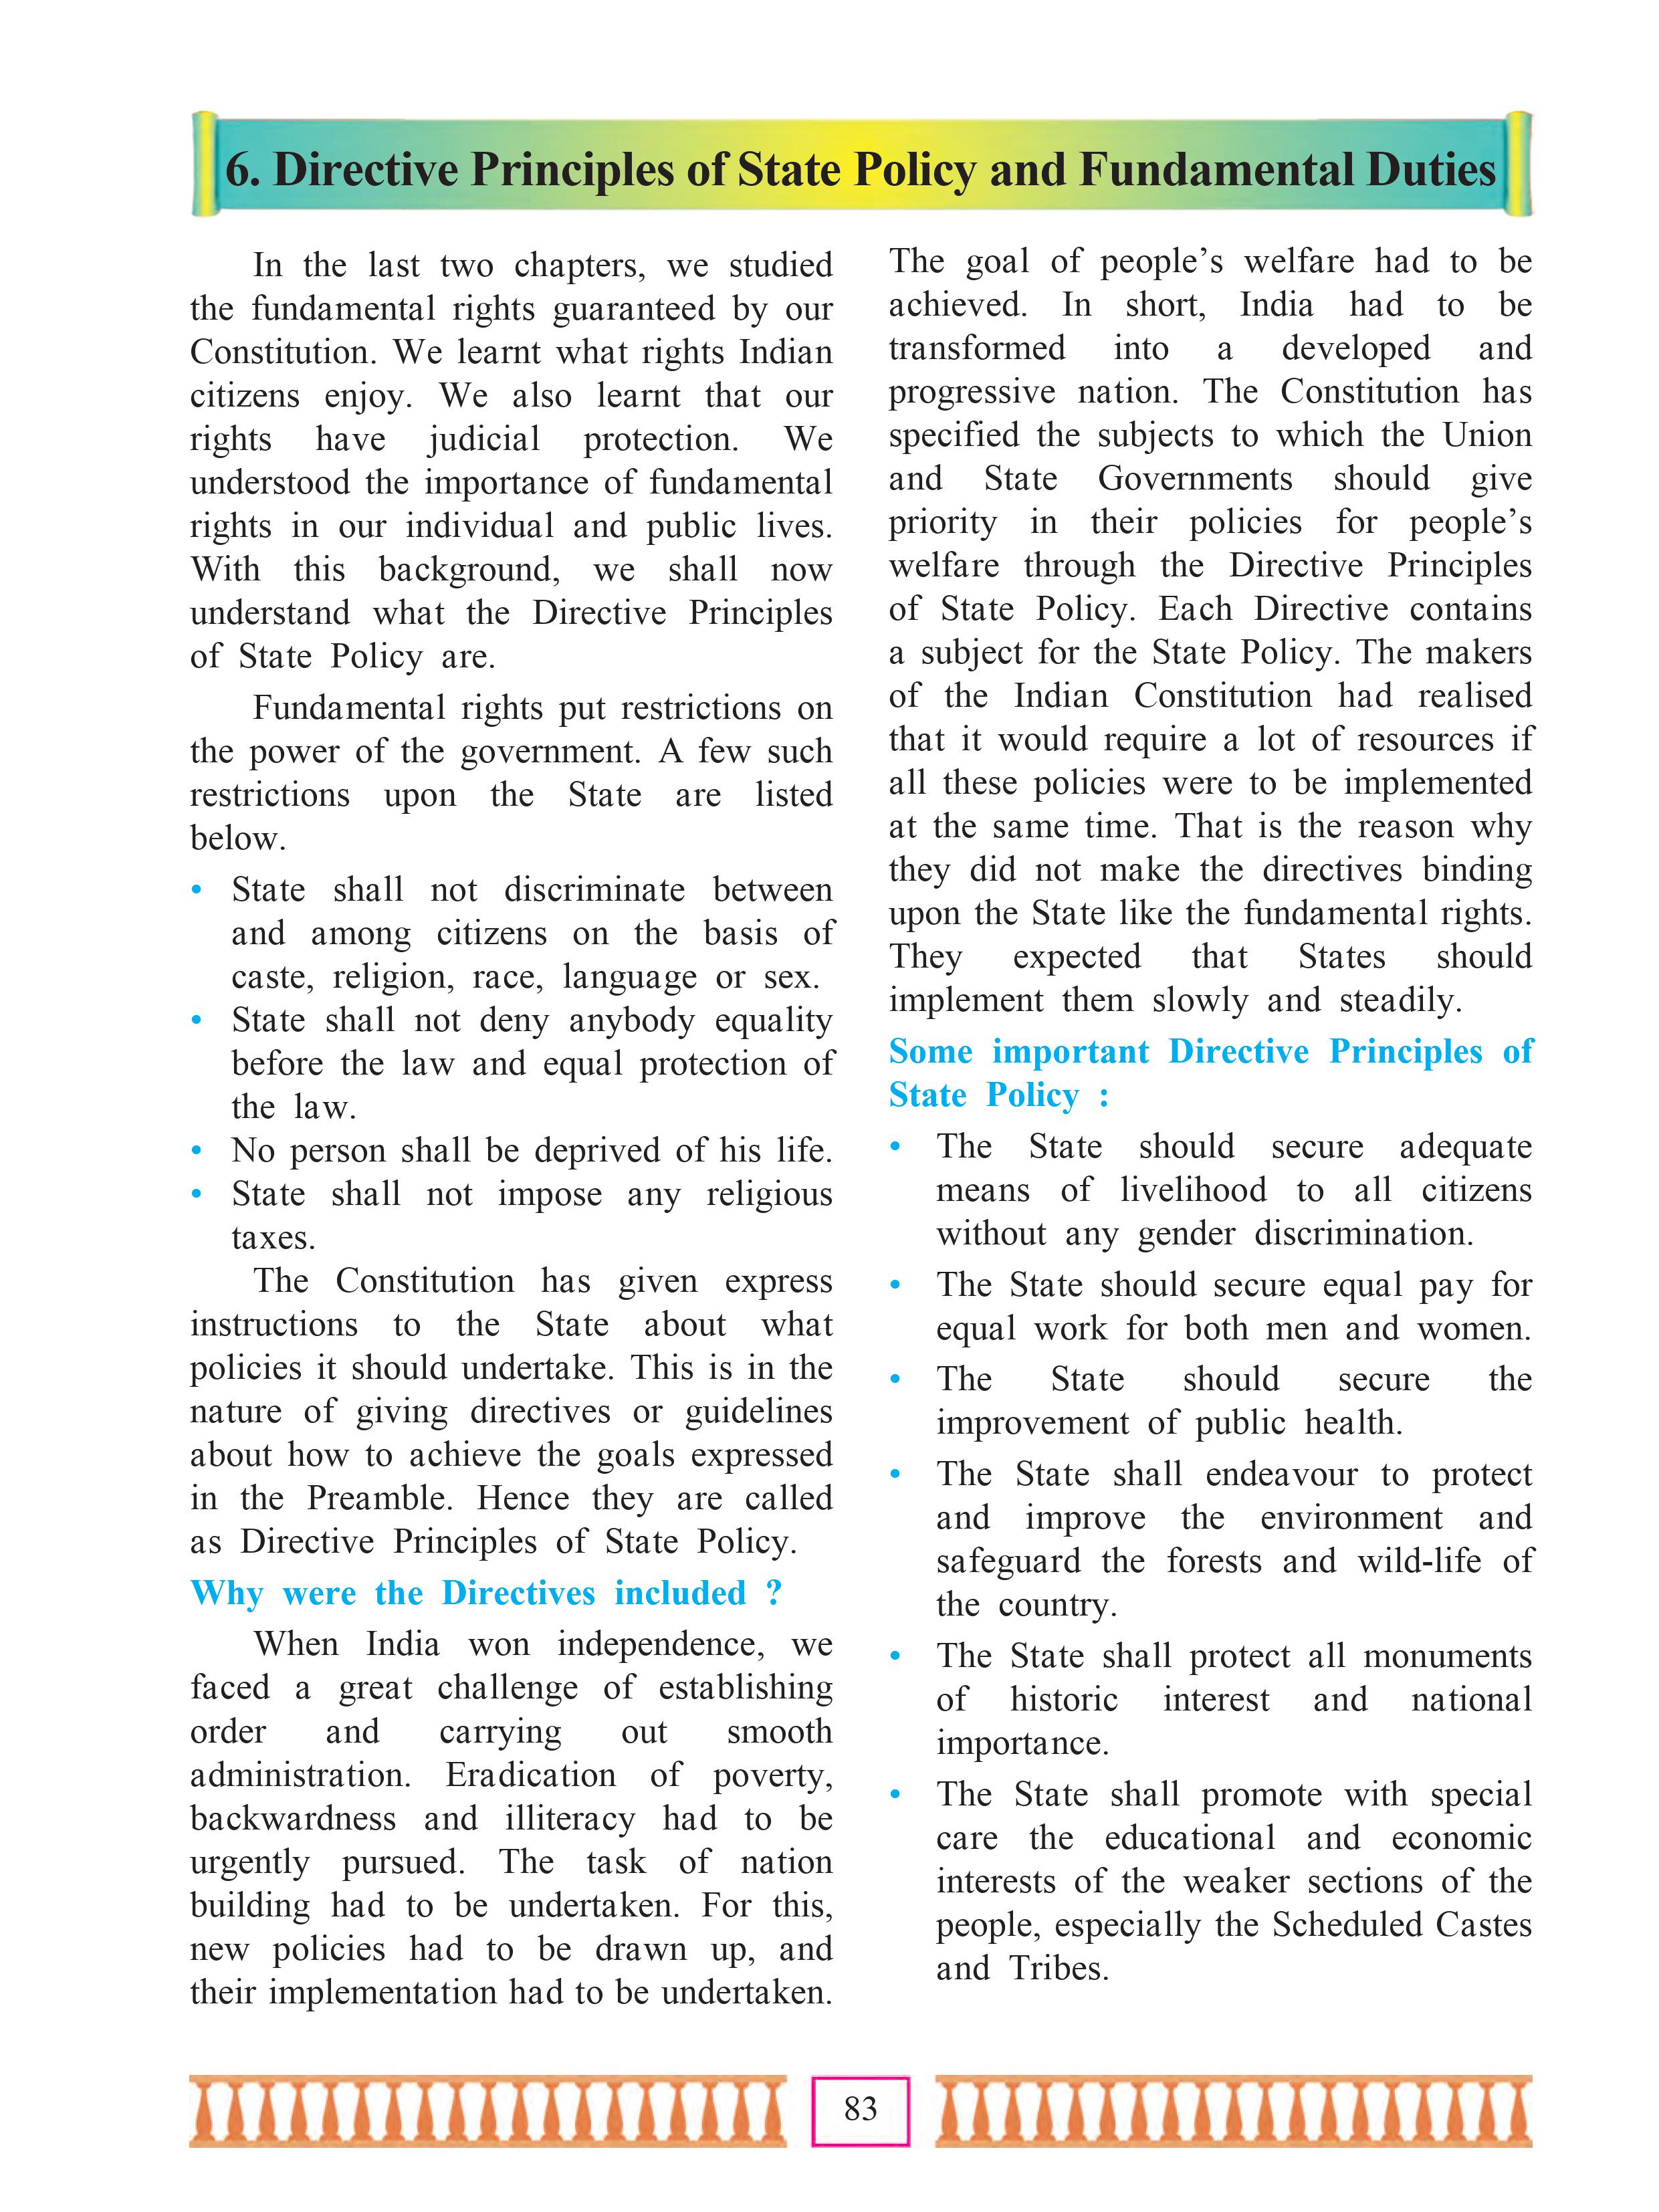 6. Directive Principles of State Policy and Fundamental Duties
In the last two chapters, we studied
the fundamental rights guaranteed by our
Constitution. We learnt what rights Indian
citizens enjoy. We also learnt that our
rights have judicial protection. We
understood the importance of fundamental
rights in our individual and public lives.
With this background, we shall now
understand what the Directive Principles
of State Policy are.
Fundamental rights put restrictions on
the power of the government. A few such
restrictions upon the State are listed
below.
• State shall not discriminate between
and among citizens on the basis of
caste, religion, race, language or sex.
• State shall not deny anybody equality
before the law and equal protection of
the law.
• No person shall be deprived of his life.
• State shall not impose any religious
taxes.
The Constitution has given express
instructions to the State about what
policies it should undertake. This is in the
nature of giving directives or guidelines
about how to achieve the goals expressed
in the Preamble. Hence they are called
as Directive Principles of State Policy.
Why were the Directives included ?
When India won independence, we
faced a great challenge of establishing
order and carrying out smooth
administration. Eradication of poverty,
backwardness and illiteracy had to be
urgently pursued. The task of nation
building had to be undertaken. For this,
new policies had to be drawn up, and
their implementation had to be undertaken.
The goal of people’s welfare had to be
achieved. In short, India had to be
transformed into a developed and
progressive nation. The Constitution has
specified the subjects to which the Union
and State Governments should give
priority in their policies for people’s
welfare through the Directive Principles
of State Policy. Each Directive contains
a subject for the State Policy. The makers
of the Indian Constitution had realised
that it would require a lot of resources if
all these policies were to be implemented
at the same time. That is the reason why
they did not make the directives binding
upon the State like the fundamental rights.
They expected that States should
implement them slowly and steadily.
Some important Directive Principles of
State Policy :
• The State should secure adequate
means of livelihood to all citizens
without any gender discrimination.
• The State should secure equal pay for
equal work for both men and women.
• The State should secure the
improvement of public health.
• The State shall endeavour to protect
and improve the environment and
safeguard the forests and wild-life of
the country.
• The State shall protect all monuments
of historic interest and national
importance.
• The State shall promote with special
care the educational and economic
interests of the weaker sections of the
people, especially the Scheduled Castes
and Tribes.
83